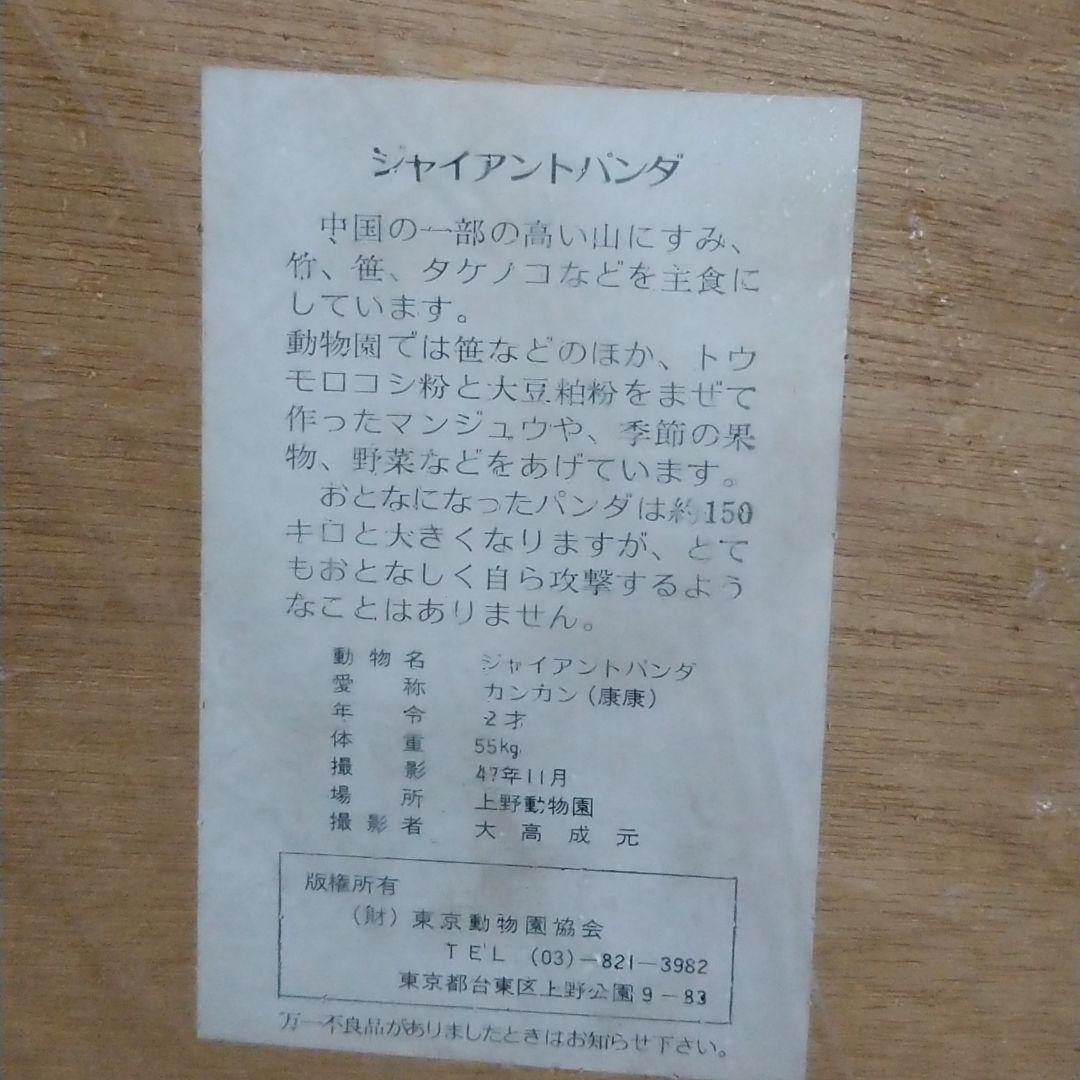 ジャイアントパンダ
中国の一部の高い山にすみ、
竹、笹、タケノコなどを主食に
しています。
動物園では笹などのほか、トウ
モロコシ粉と大豆粕粉をまぜて
作ったマンジュウや、季節の果
物、野菜などをあげています。
おとなになったパンダは約150
キロと大きくなりますが、とて
もおとなしく自ら攻撃するよう
なことはありません。
動物名 ジャイアントパンダ
愛称 カンカン(康康)
年令 2才
体重 55kg
撮影 47年11月
場所 上野動物園
撮影者 大高成元
版権所有
(財)東京動物園協会
TEL (03)-821-3982
東京都台東区上野公園9-83
万一不良品がありましたときはお知らせ下さい。